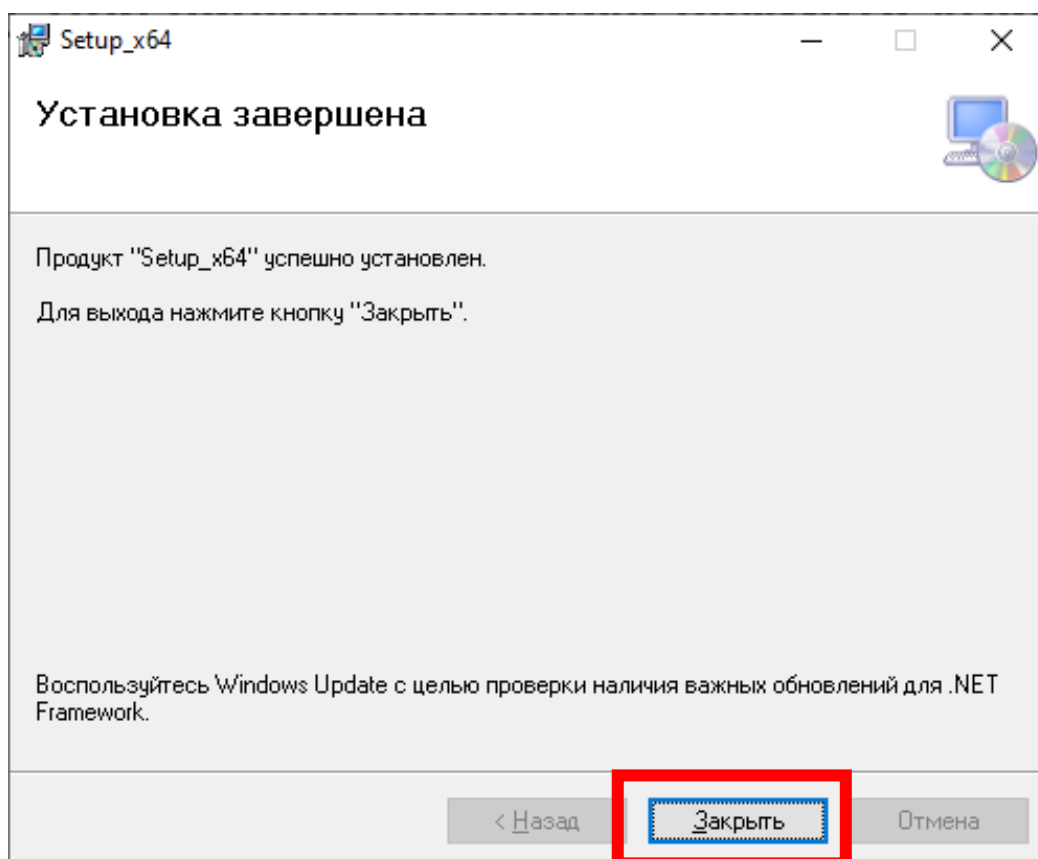 Setup_x64
Установка завершена
Продукт "Setup_x64" успешно установлен.
Для выхода нажмите кнопку "Закрыть".
Воспользуйтесь Windows Update с целью проверки наличия важных обновлений для .NET
Framework.
< Назад
Закрыть
Отмена